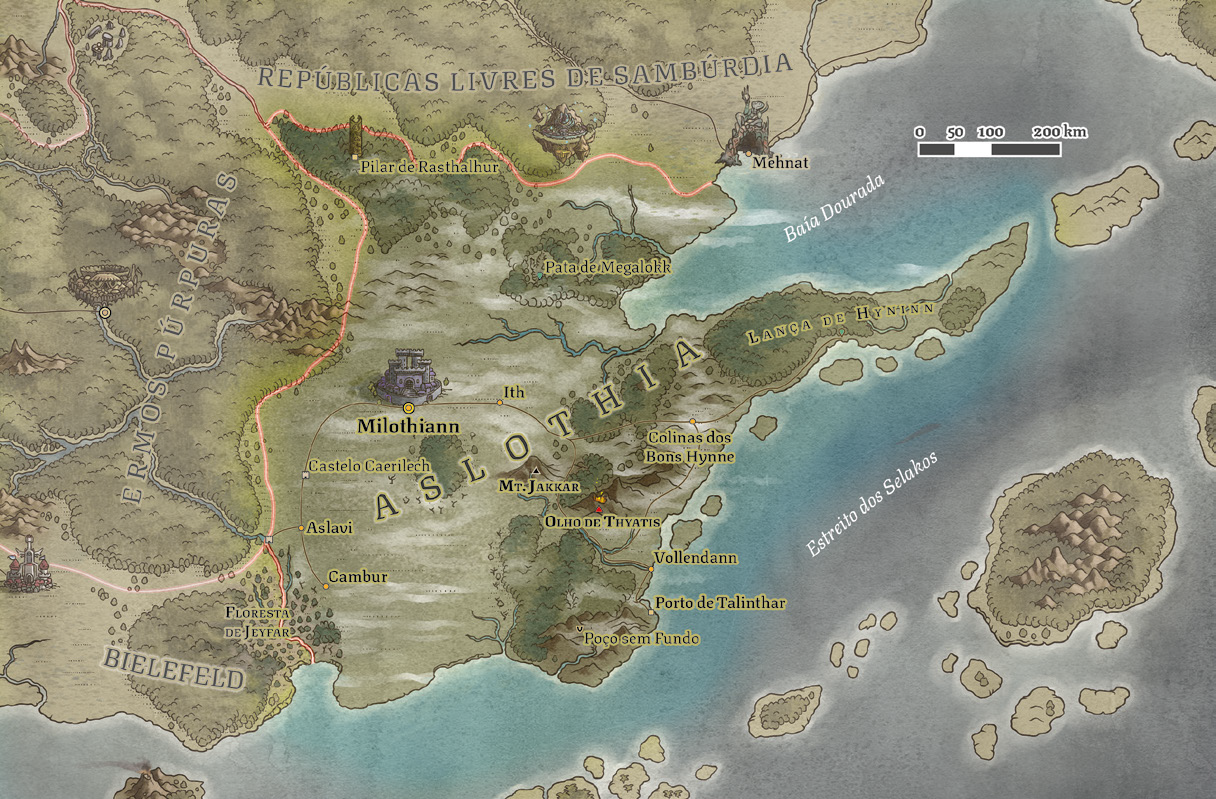 REPÚBLICAS LIVRES DE SAMBÚRDIA
0 50 100 200 km
Mehnat
Pilar de Rasthalhur
Baía Dourada
ERMOS PÚRPURAS
Pata de Megalokk
LANÇA DE HYNINN
ASLOTHIA
Ith
Milothiann
Colinas dos
Bons Hynne
Castelo Caerilech
MT. JAKKAR
OLHO DE THYATIS
Estreito dos Selakos
Aslavi
Vollendann
Cambur
Porto de Talinthar
FLORESTA
DE JEYFAR
Poço sem Fundo
BIELEFELD